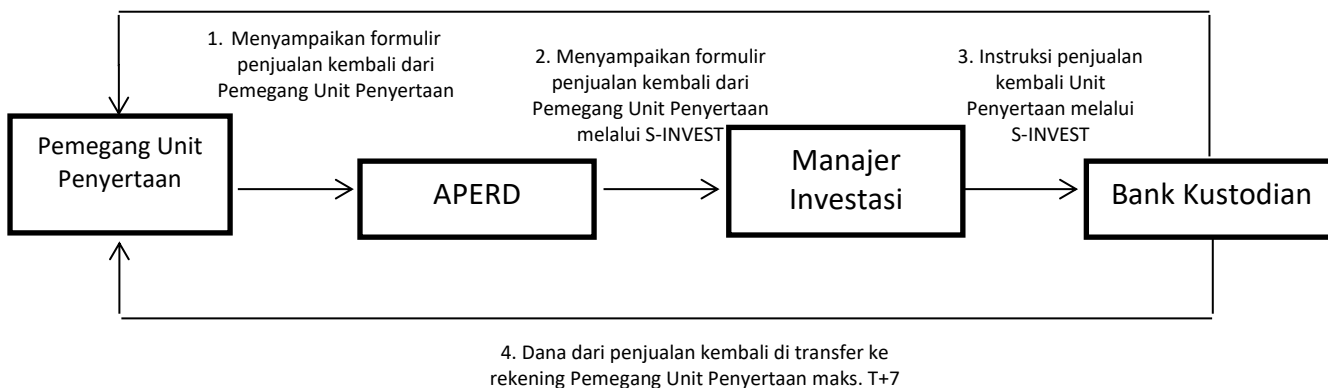 1. Menyampaikan formulir
penjualan kembali dari
Pemegang Unit Penyertaan
2. Menyampaikan formulir
penjualan kembali dari
Pemegang Unit Penyertaan
melalui S-INVEST
3. Instruksi penjualan
kembali Unit
Penyertaan melalui
S-INVEST
Pemegang Unit
Penyertaan
APERD
Manajer
Investasi
Bank Kustodian
4. Dana dari penjualan kembali di transfer ke
rekening Pemegang Unit Penyertaan maks. T+7